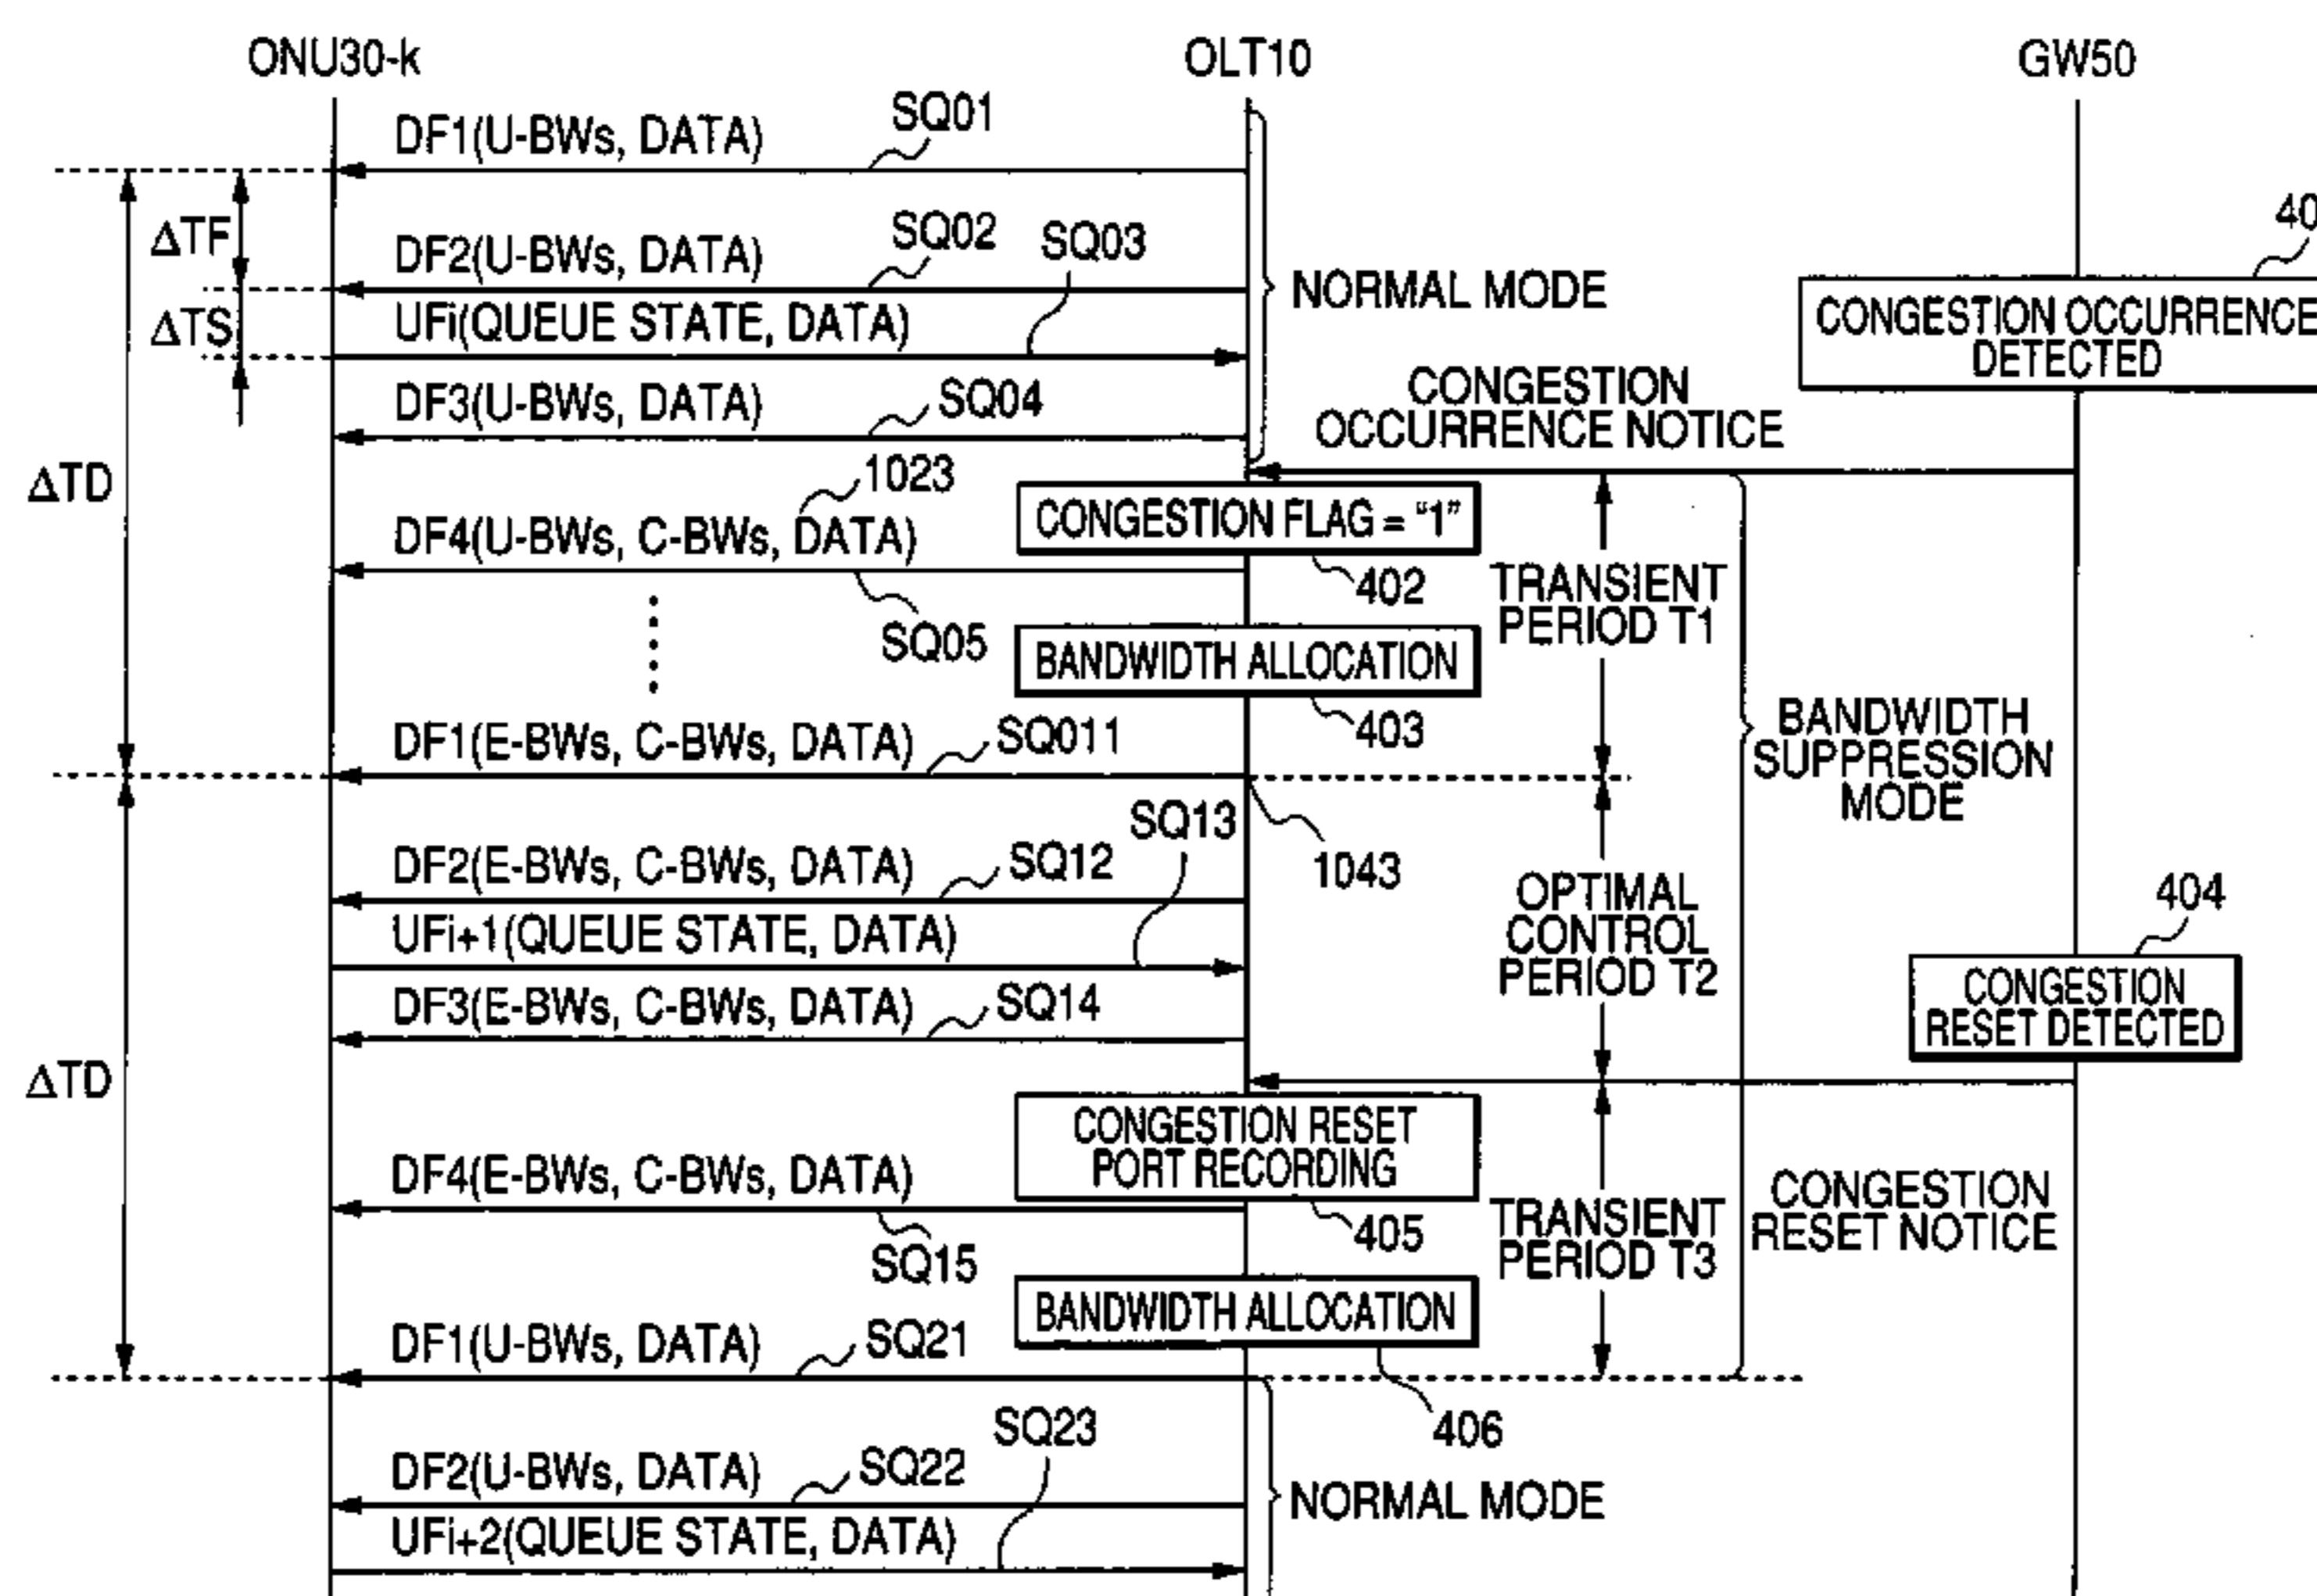 ONU30-k
OLT10
GW50
DF1(U-BWs, DATA)
SQ01
ΔTF
DF2(U-BWs, DATA)
SQ02
SQ03
NORMAL MODE
CONGESTION OCCURRENCE
DETECTED
ΔTS
UFi(QUEUE STATE, DATA)
DF3(U-BWs, DATA)
SQ04
CONGESTION
OCCURRENCE NOTICE
ΔTD
1023
CONGESTION FLAG = "1"
402
DF4(U-BWs, C-BWs, DATA)
SQ05
TRANSIENT
PERIOD T1
BANDWIDTH ALLOCATION
403
DF1(E-BWs, C-BWs, DATA)
SQ011
BANDWIDTH
SUPPRESSION
MODE
1043
SQ13
DF2(E-BWs, C-BWs, DATA)
SQ12
OPTIMAL
CONTROL
PERIOD T2
404
CONGESTION
RESET DETECTED
UFi+1(QUEUE STATE, DATA)
DF3(E-BWs, C-BWs, DATA)
SQ14
ΔTD
CONGESTION RESET
PORT RECORDING
405
DF4(E-BWs, C-BWs, DATA)
SQ15
TRANSIENT
PERIOD T3
CONGESTION
RESET NOTICE
BANDWIDTH ALLOCATION
406
DF1(U-BWs, DATA)
SQ21
SQ23
DF2(U-BWs, DATA)
SQ22
NORMAL MODE
UFi+2(QUEUE STATE, DATA)